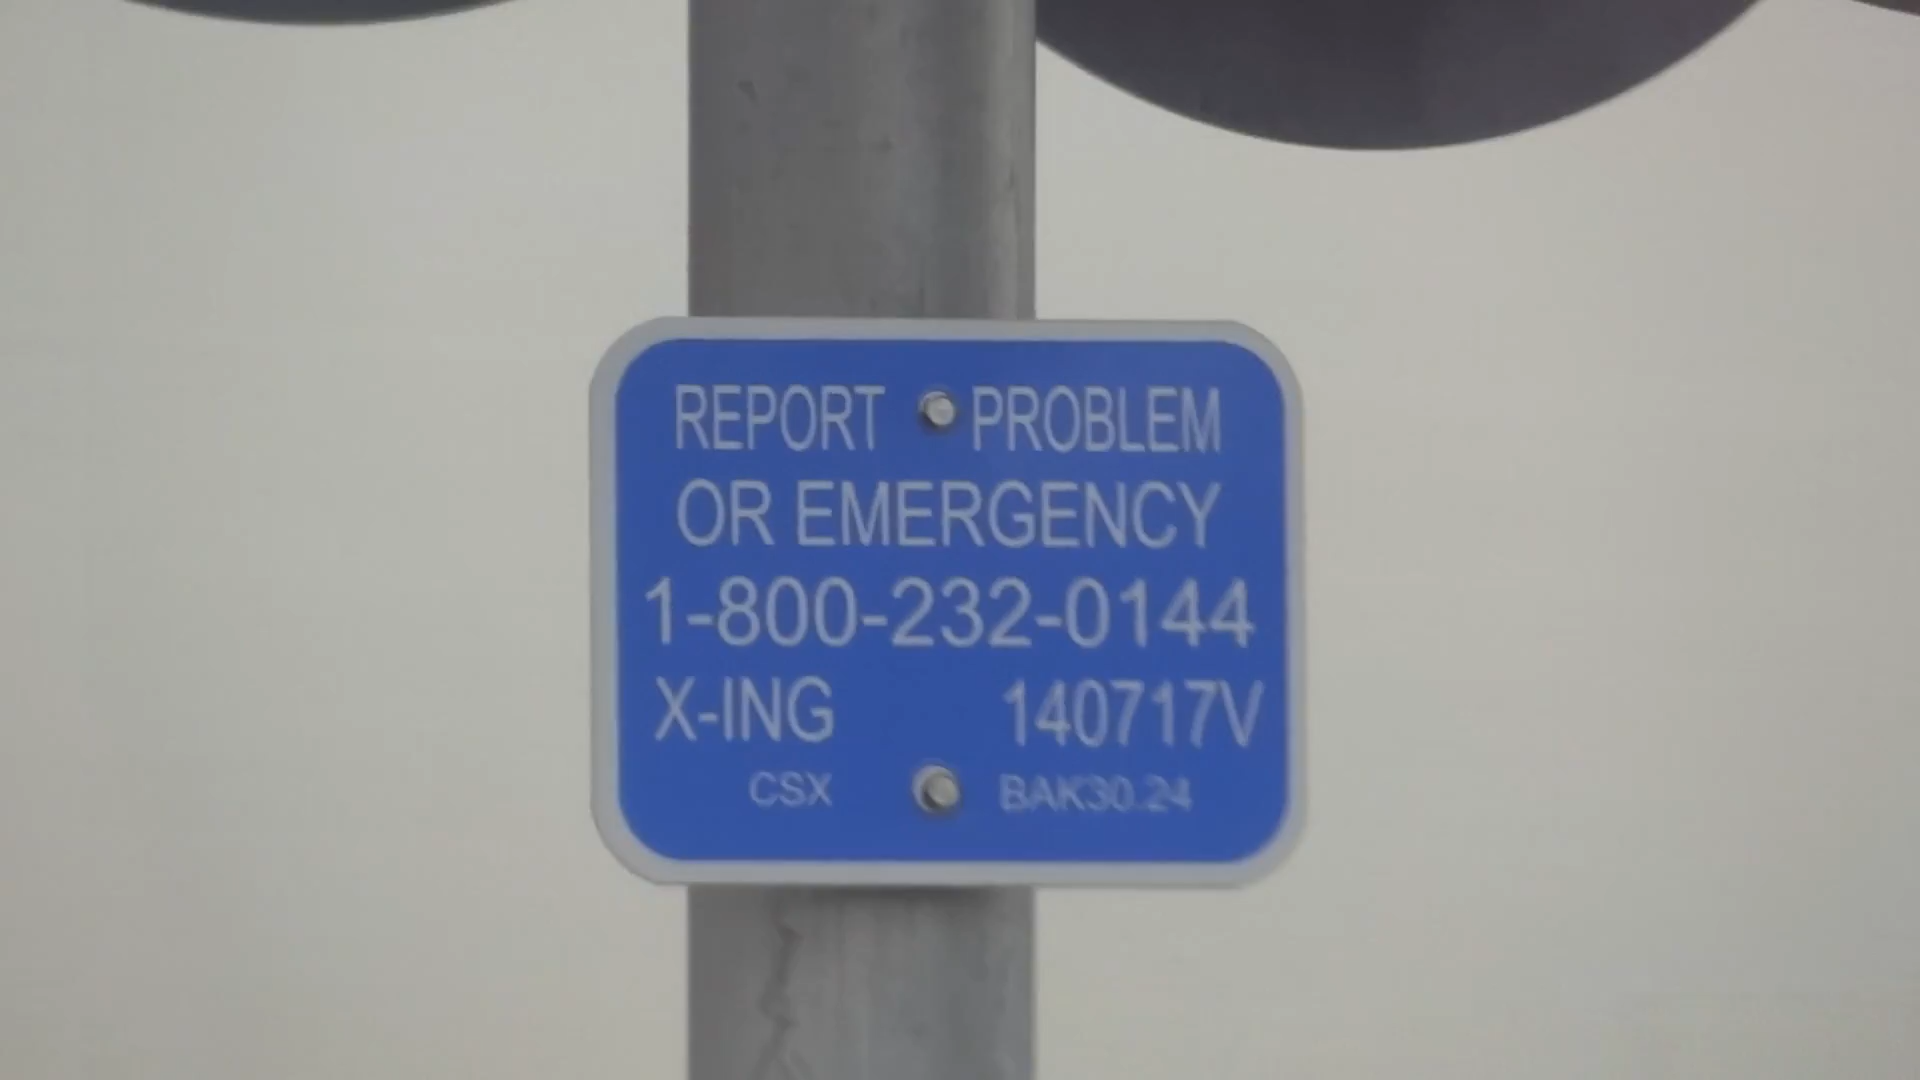 REPORT PROBLEM
OR EMERGENCY
1-800-232-0144
X-ING 140717V
CSX BAK30.24